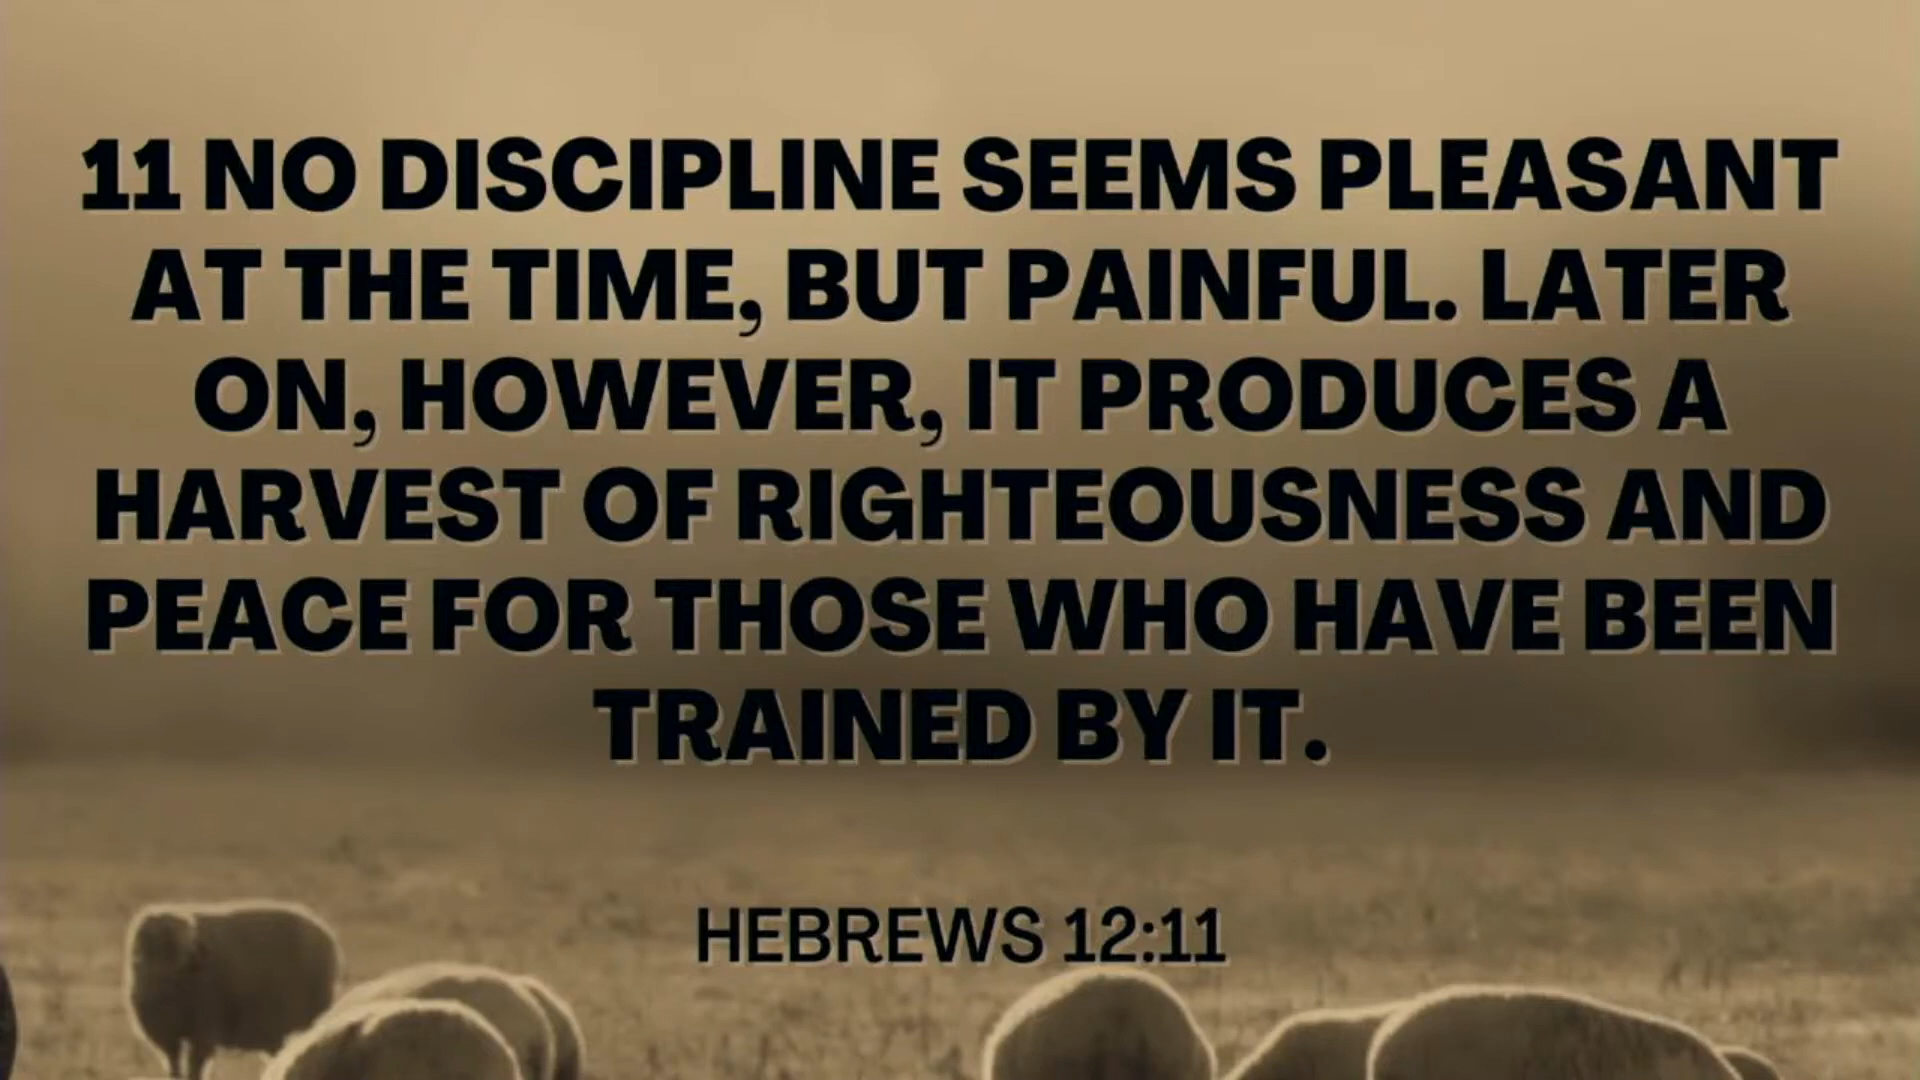 11 NO DISCIPLINE SEEMS PLEASANT
AT THE TIME, BUT PAINFUL. LATER
ON, HOWEVER, IT PRODUCES A
HARVEST OF RIGHTEOUSNESS AND
PEACE FOR THOSE WHO HAVE BEEN
TRAINED BY IT.
HEBREWS 12:11